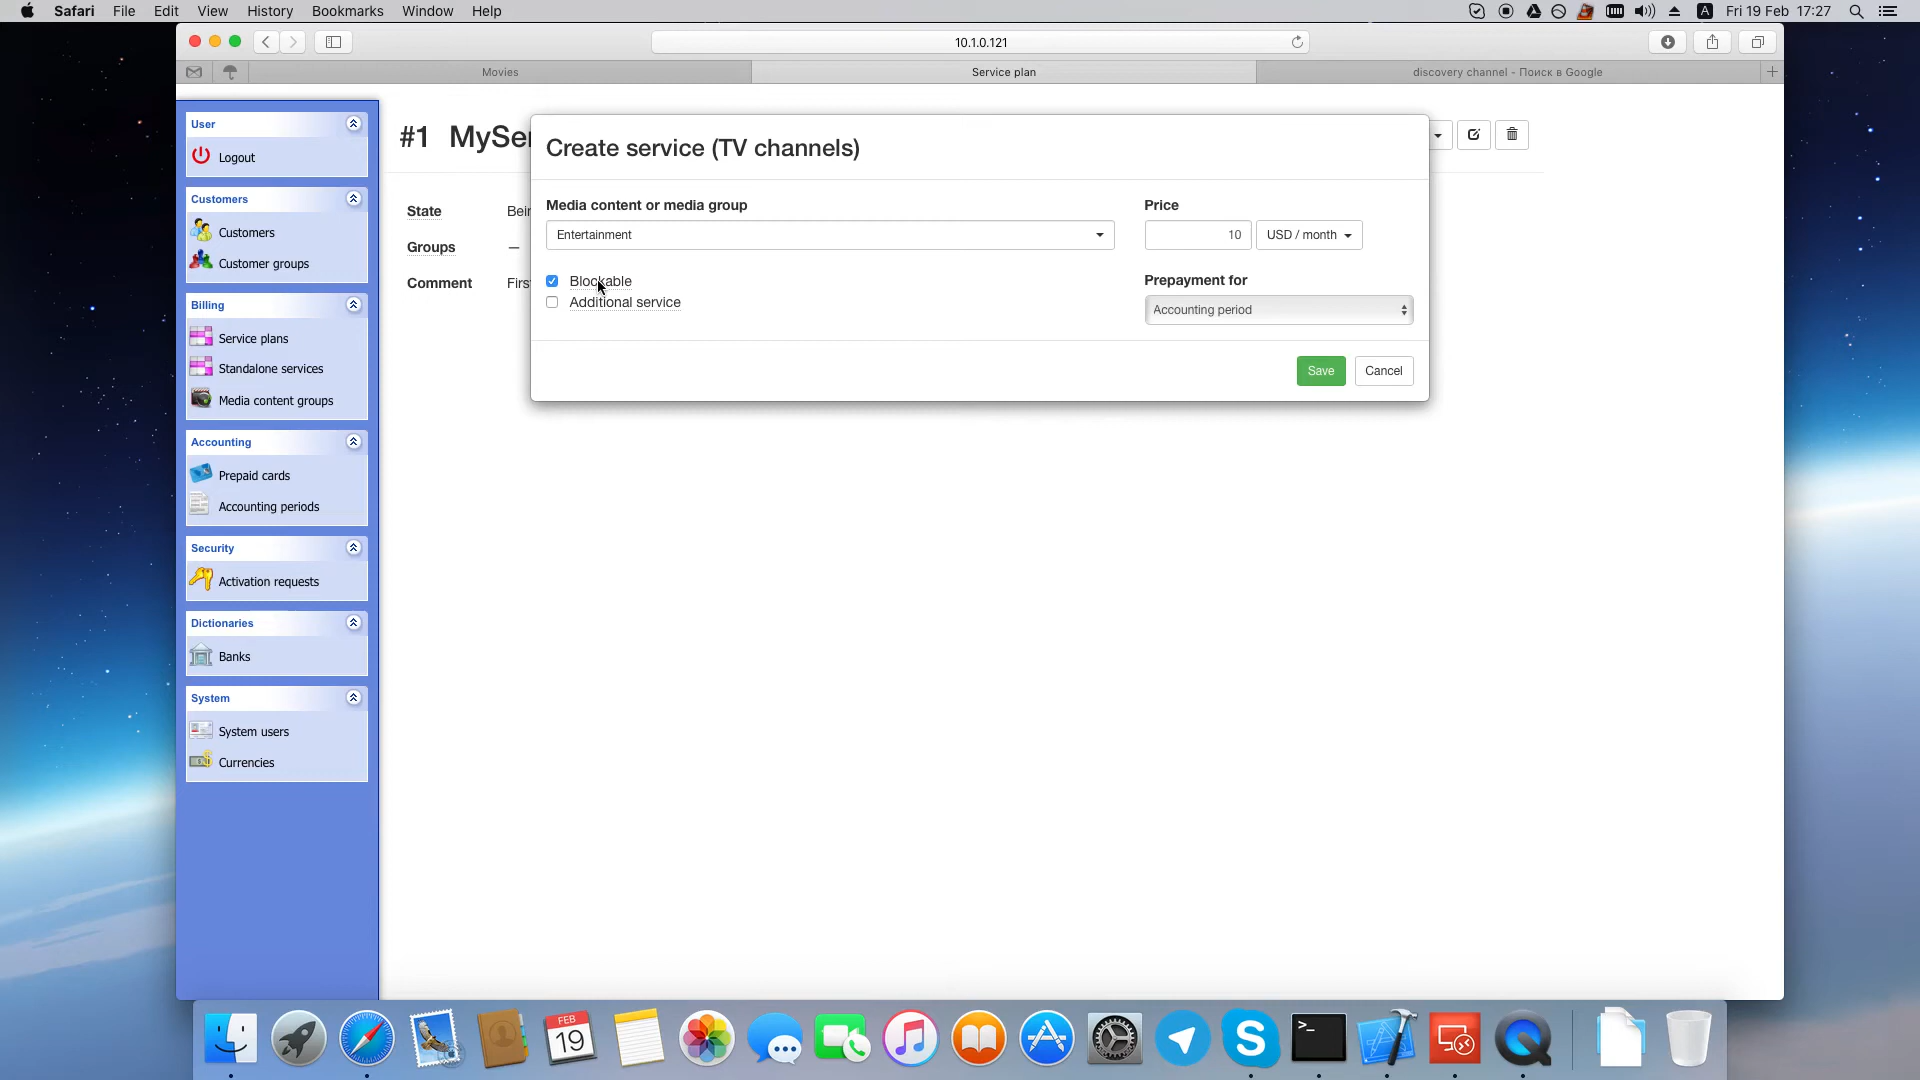 Safari File Edit View History Bookmarks Window Help
A Fri 19 Feb 17:27
10.1.0.121
Movies
Service plan
discovery channel - Поиск в Google
User
Logout
Customers
Customers
Customer groups
Billing
Service plans
Standalone services
Media content groups
Accounting
Prepaid cards
Accounting periods
Security
Activation requests
Dictionaries
Banks
System
System users
Currencies
#1 MySer
State Bein
Groups —
Comment Firs
Create service (TV channels)
Media content or media group
Entertainment
Price
10 USD / month
Blockable
Additional service
Prepayment for
Accounting period
Save Cancel
FEB
19